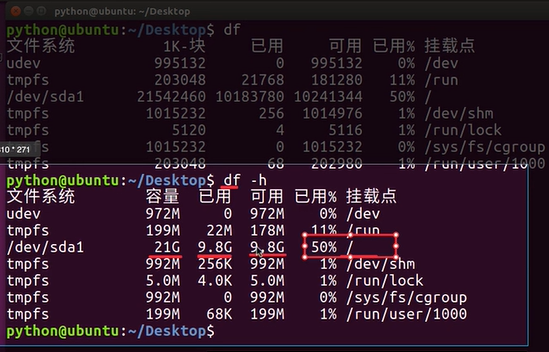 python@ubuntu: ~/Desktop
python@ubuntu:~/Desktop$ df
文件系统 1K-块 已用 可用 已用% 挂载点
udev 995132 0 995132 0% /dev
tmpfs 203048 21768 181280 11% /run
/dev/sda1 21542460 10183780 10241344 50% /
tmpfs 1015232 256 1014976 1% /dev/shm
tmpfs 5120 4 5116 1% /run/lock
tmpfs 1015232 0 1015232 0% /sys/fs/cgroup
tmpfs 203048 68 202980 1% /run/user/1000
810 * 271
python@ubuntu:~/Desktop$ df -h
文件系统 容量 已用 可用 已用% 挂载点
udev 972M 0 972M 0% /dev
tmpfs 199M 22M 178M 11% /run
/dev/sda1 21G 9.8G 9.8G 50% /
tmpfs 992M 256K 992M 1% /dev/shm
tmpfs 5.0M 4.0K 5.0M 1% /run/lock
tmpfs 992M 0 992M 0% /sys/fs/cgroup
tmpfs 199M 68K 199M 1% /run/user/1000
python@ubuntu:~/Desktop$